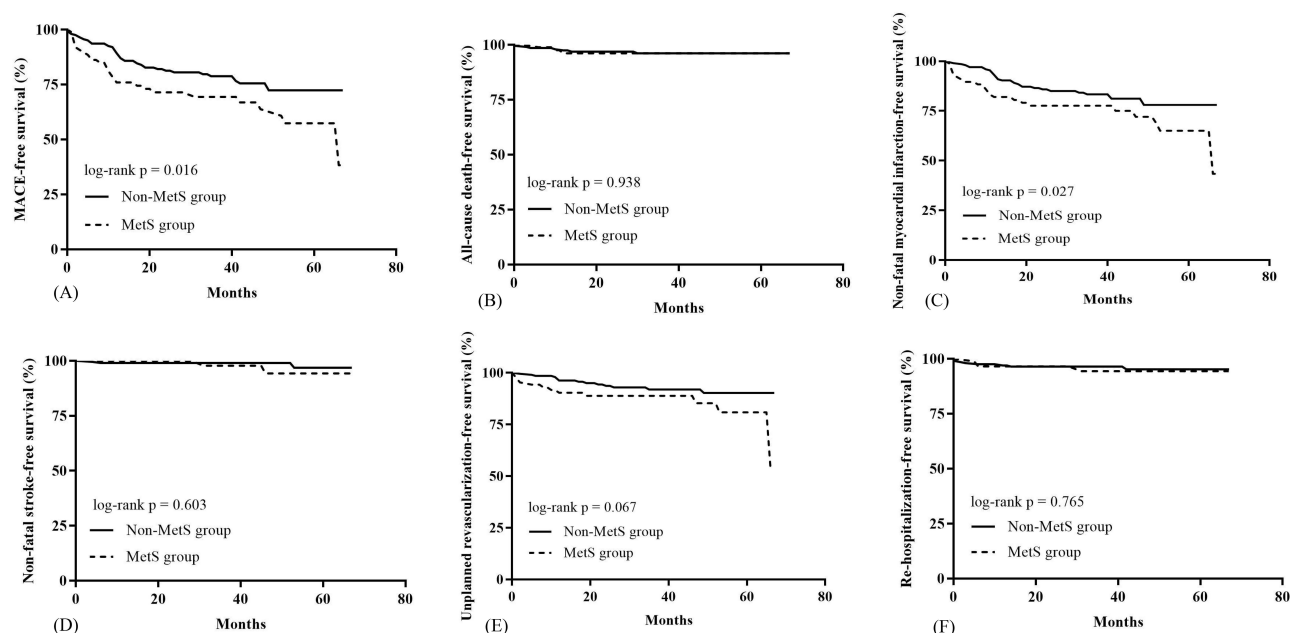 MACE-free survival (%)
100
75
50
25
0
log-rank p = 0.016
Non-MetS group
MetS group
0 20 40 60 80
Months
(A)
All-cause death-free survival (%)
100
75
50
25
0
log-rank p = 0.938
Non-MetS group
MetS group
0 20 40 60 80
Months
(B)
Non-fatal myocardial infarction-free survival (%)
100
75
50
25
0
log-rank p = 0.027
Non-MetS group
MetS group
0 20 40 60 80
Months
(C)
Non-fatal stroke-free survival (%)
100
75
50
25
0
log-rank p = 0.603
Non-MetS group
MetS group
0 20 40 60 80
Months
(D)
Unplanned revascularization-free survival (%)
100
75
50
25
0
log-rank p = 0.067
Non-MetS group
MetS group
0 20 40 60 80
Months
(E)
Re-hospitalization-free survival (%)
100
75
50
25
0
log-rank p = 0.765
Non-MetS group
MetS group
0 20 40 60 80
Months
(F)